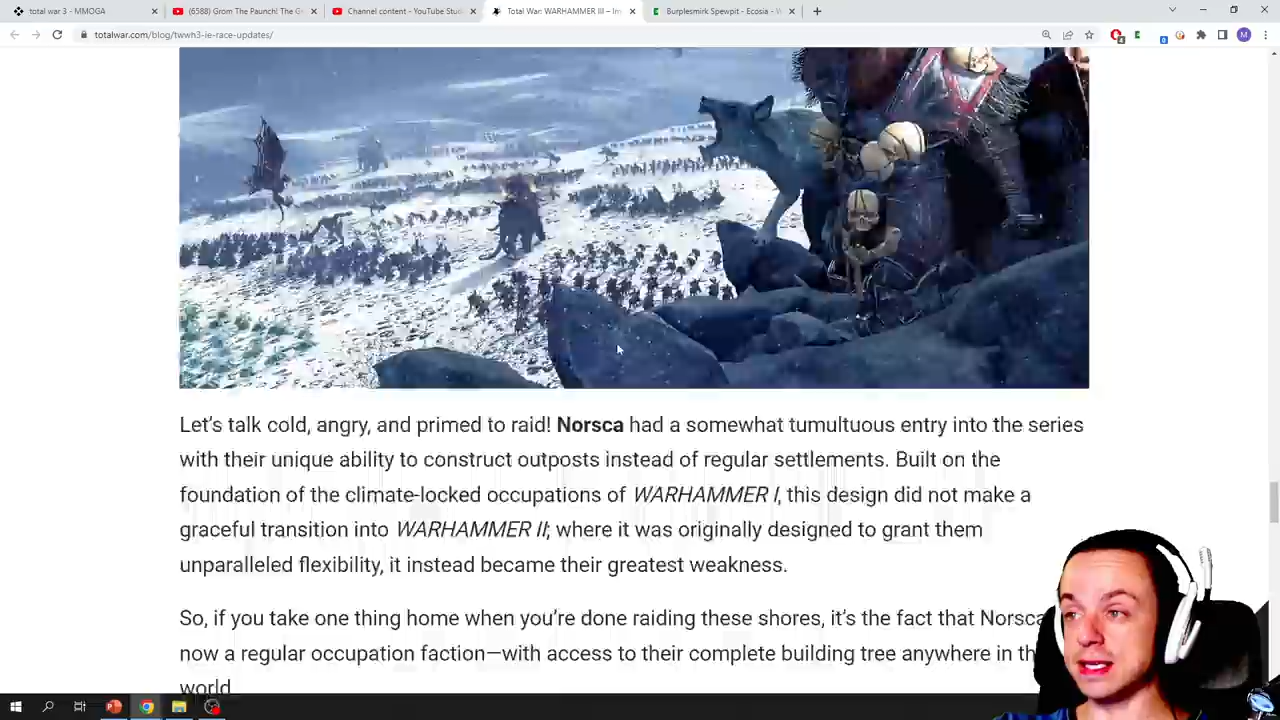 total war 3 - MMOGA
(6588) Grom The Paunch! The G
Channel content - YouTube Studi
Total War: WARHAMMER III – Im
Burplesmirk Spewpit - Ecosia - W
totalwar.com/blog/twwh3-ie-race-updates/
Let's talk cold, angry, and primed to raid! Norsca had a somewhat tumultuous entry into the series
with their unique ability to construct outposts instead of regular settlements. Built on the
foundation of the climate-locked occupations of WARHAMMER I, this design did not make a
graceful transition into WARHAMMER II; where it was originally designed to grant them
unparalleled flexibility, it instead became their greatest weakness.
So, if you take one thing home when you're done raiding these shores, it's the fact that Norsca
now a regular occupation faction—with access to their complete building tree anywhere in th
world